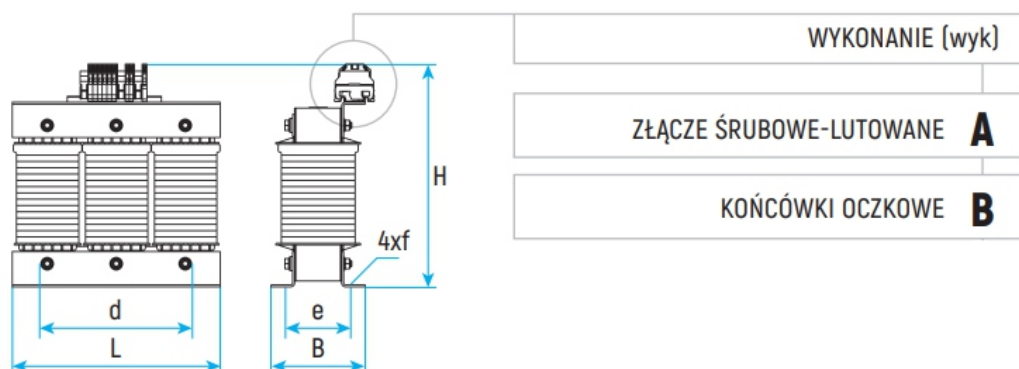 WYKONANIE (wyk)
ZŁĄCZE ŚRUBOWE-LUTOWANE A
KOŃCÓWKI OCZKOWE B
H
4xf
d
e
L
B